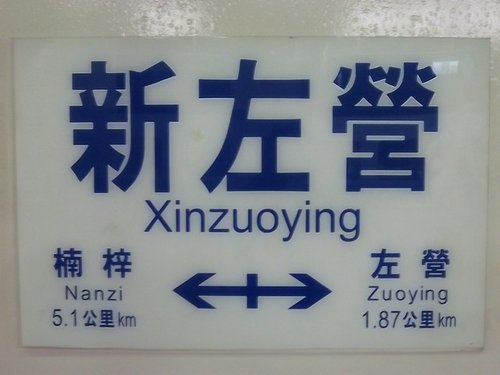 新左營
Xinzuoying
楠梓 左營
Nanzi Zuoying
5.1公里km 1.87公里km